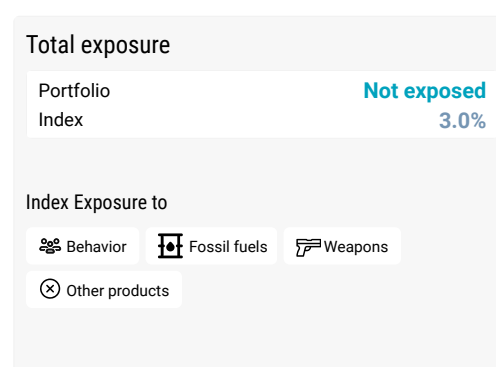 Total exposure
Portfolio Not exposed
Index 3.0%
Index Exposure to
Behavior Fossil fuels Weapons
Other products